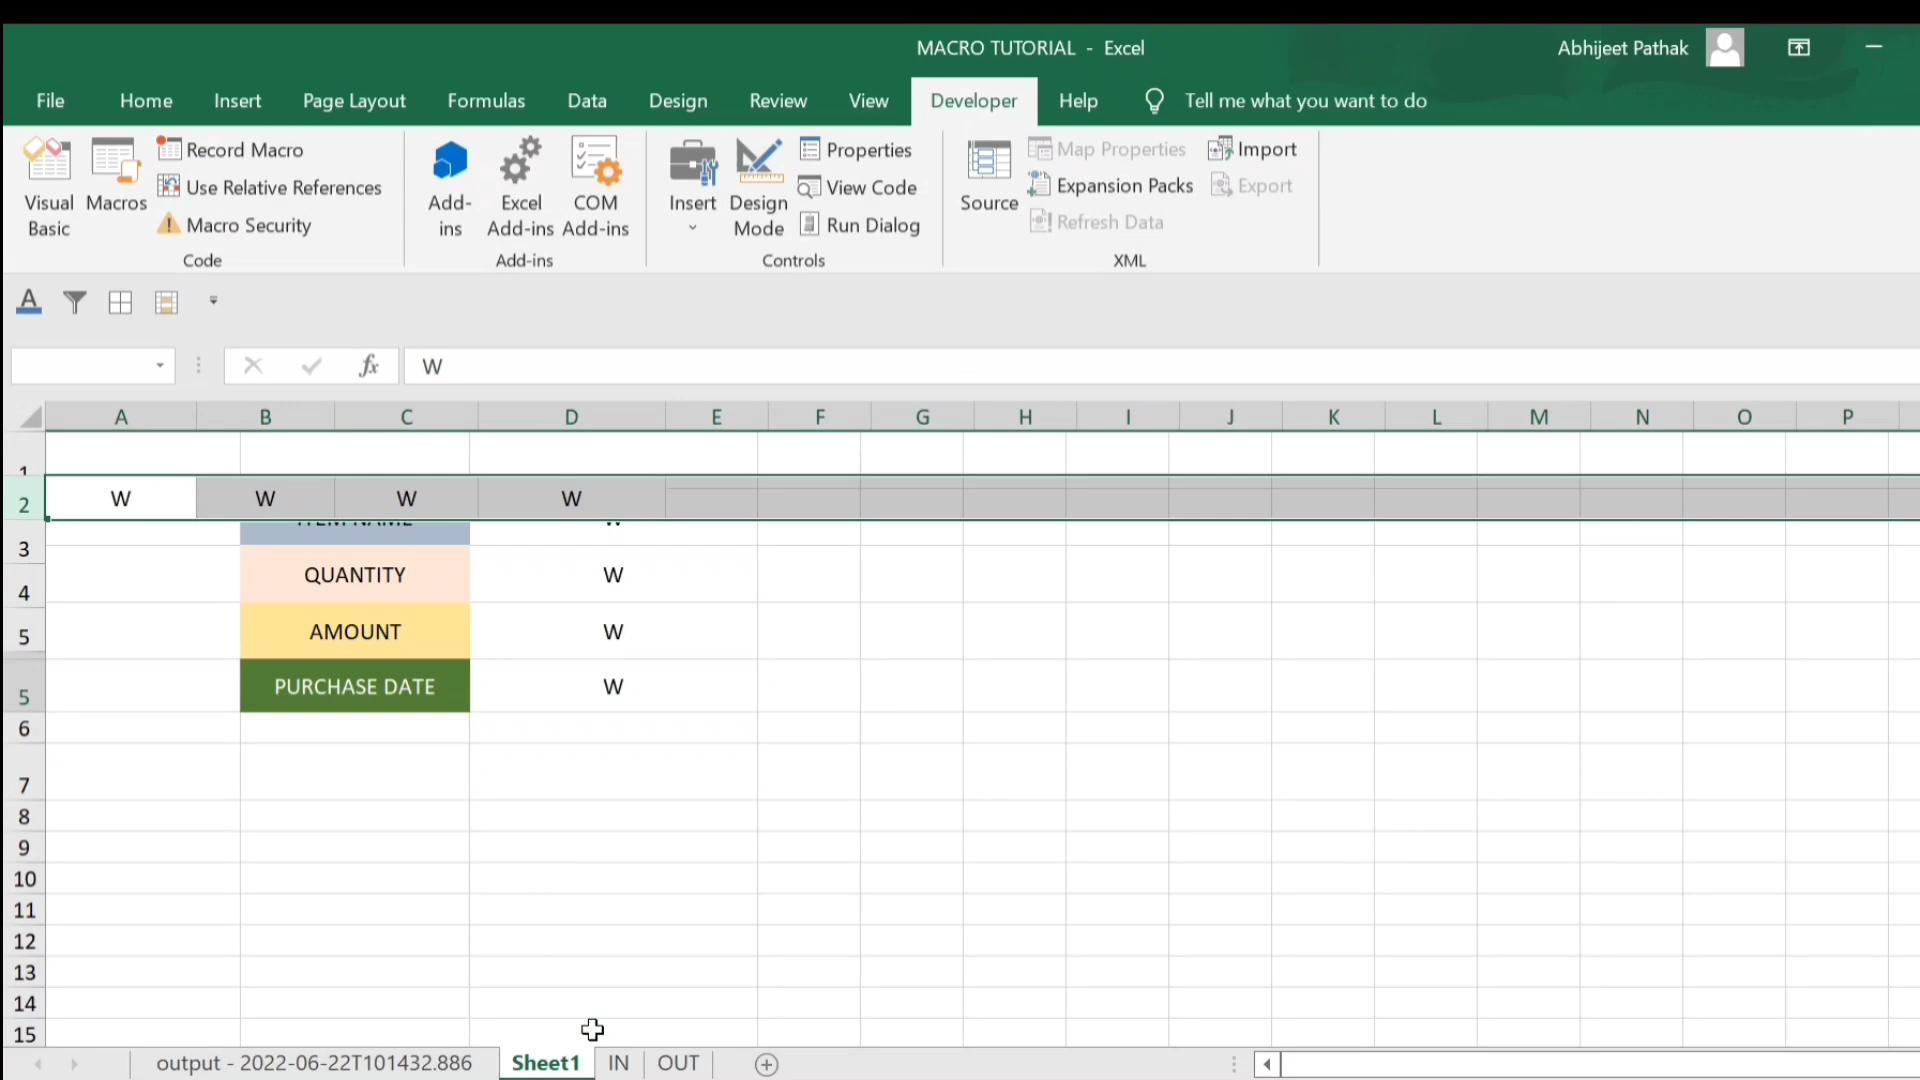 MACRO TUTORIAL - Excel
Abhijeet Pathak
File Home Insert Page Layout Formulas Data Design Review View Developer Help Tell me what you want to do
Visual Basic
Macros
Record Macro
Use Relative References
Macro Security
Code
Add-ins
Excel Add-ins
COM Add-ins
Add-ins
Insert
Design Mode
Properties
View Code
Run Dialog
Controls
Source
Map Properties
Expansion Packs
Refresh Data
Import
Export
XML
fx W
A B C D E F G H I J K L M N O P
1
2 W W W W
3 ITEM NAME W
4 QUANTITY W
5 AMOUNT W
5 PURCHASE DATE W
6
7
8
9
10
11
12
13
14
15
output - 2022-06-22T101432.886 Sheet1 IN OUT